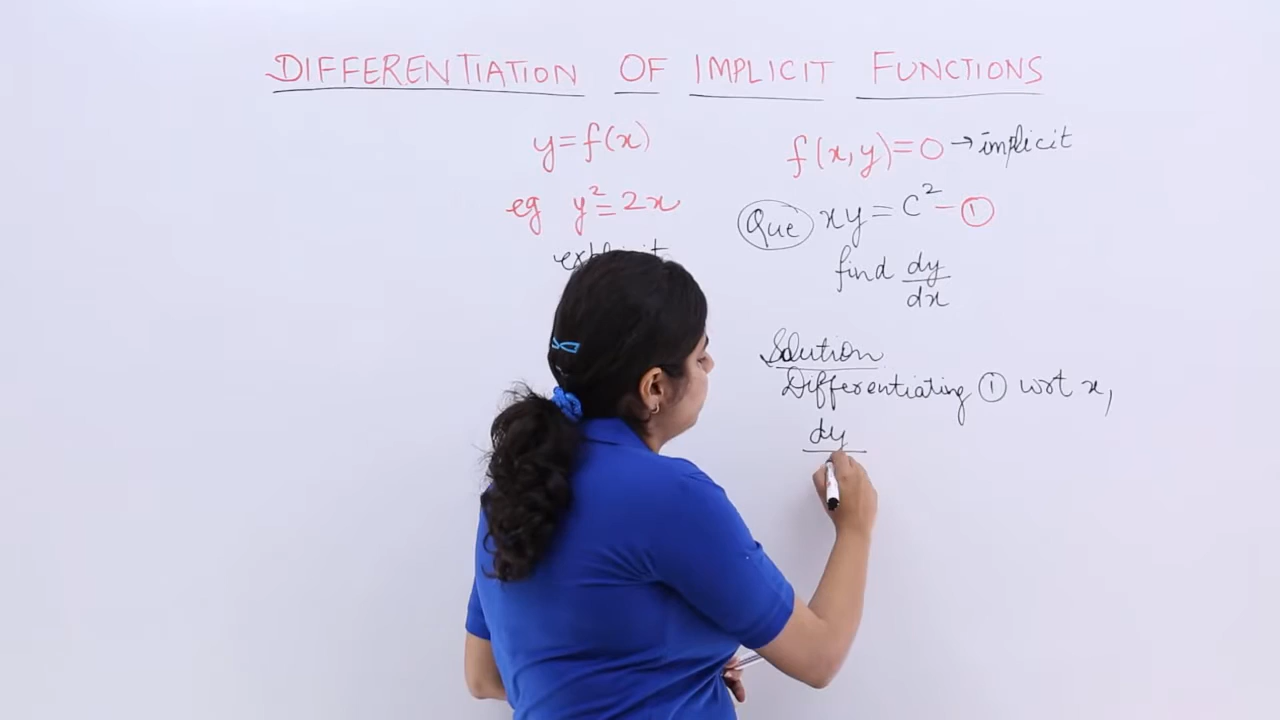 DIFFERENTIATION OF IMPLICIT FUNCTIONS
y=f(x)
eg y²=2x
f(x,y)=0→implicit
Que xy=C²-①
find dy/dx
Solution
Differentiating ① wrt x,
dy